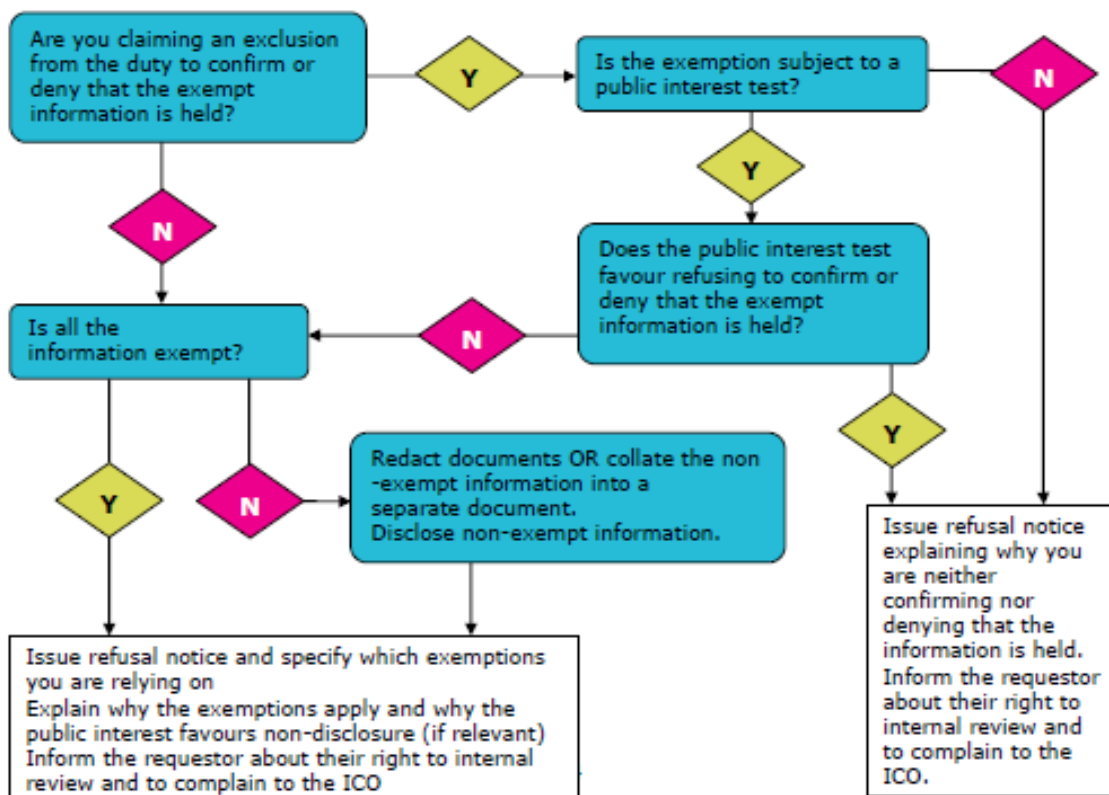 Are you claiming an exclusion
from the duty to confirm or
deny that the exempt
information is held?
Y
Is the exemption subject to a
public interest test?
N
Y
N
Does the public interest test
favour refusing to confirm or
deny that the exempt
information is held?
Is all the
information exempt?
N
Y
Y
N
Redact documents OR collate the non
-exempt information into a
separate document.
Disclose non-exempt information.
Issue refusal notice
explaining why you
are neither
confirming nor
denying that the
information is held.
Inform the requestor
about their right to
internal review and
to complain to the
ICO.
Issue refusal notice and specify which exemptions
you are relying on
Explain why the exemptions apply and why the
public interest favours non-disclosure (if relevant)
Inform the requestor about their right to internal
review and to complain to the ICO